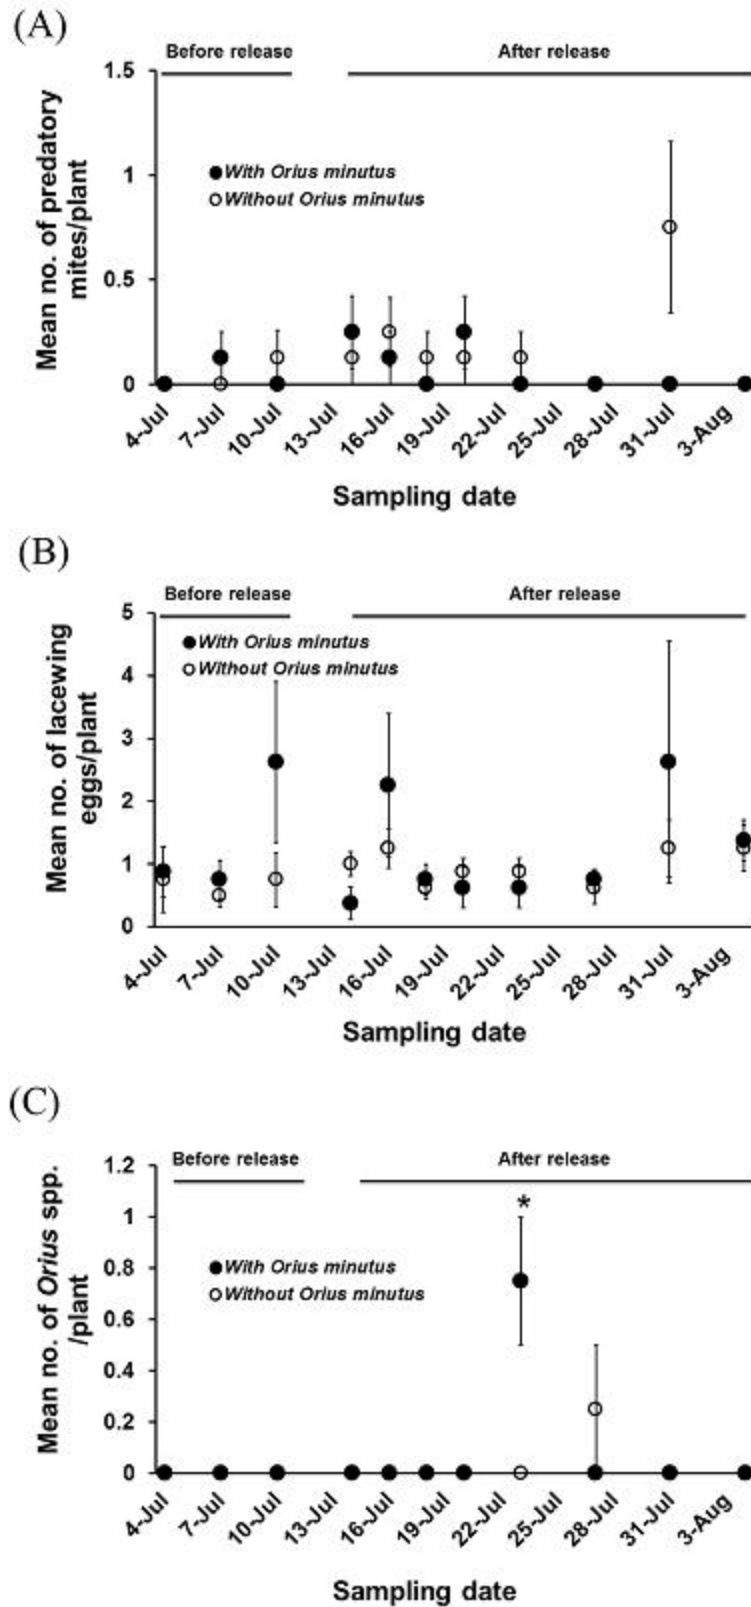 (A)
Before release
After release
1.5
1
0.5
0
Mean no. of predatory
mites/plant
With Orius minutus
Without Orius minutus
4-Jul
7-Jul
10-Jul
13-Jul
16-Jul
19-Jul
22-Jul
25-Jul
28-Jul
31-Jul
3-Aug
Sampling date
(B)
Before release
After release
5
4
3
2
1
0
Mean no. of lacewing
eggs/plant
With Orius minutus
Without Orius minutus
4-Jul
7-Jul
10-Jul
13-Jul
16-Jul
19-Jul
22-Jul
25-Jul
28-Jul
31-Jul
3-Aug
Sampling date
(C)
Before release
After release
1.2
1
0.8
0.6
0.4
0.2
0
Mean no. of Orius spp.
/plant
*
With Orius minutus
Without Orius minutus
4-Jul
7-Jul
10-Jul
13-Jul
16-Jul
19-Jul
22-Jul
25-Jul
28-Jul
31-Jul
3-Aug
Sampling date